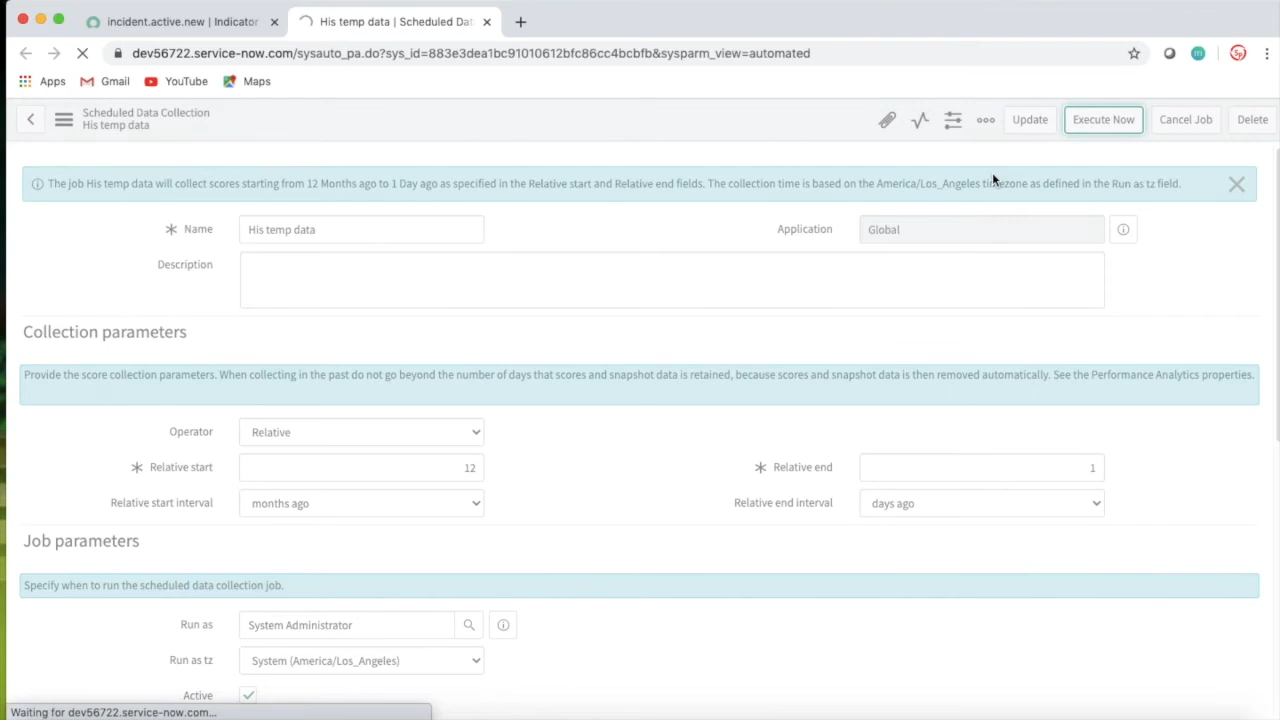 incident.active.new | Indicator
His temp data | Scheduled Dat
dev56722.service-now.com/sysauto_pa.do?sys_id=883e3dea1bc91010612bfc86cc4bcbfb&sysparm_view=automated
Apps Gmail YouTube Maps
Scheduled Data Collection
His temp data
Update Execute Now Cancel Job Delete
The job His temp data will collect scores starting from 12 Months ago to 1 Day ago as specified in the Relative start and Relative end fields. The collection time is based on the America/Los_Angeles timezone as defined in the Run as tz field.
Name His temp data Application Global
Description
Collection parameters
Provide the score collection parameters. When collecting in the past do not go beyond the number of days that scores and snapshot data is retained, because scores and snapshot data is then removed automatically. See the Performance Analytics properties.
Operator Relative
Relative start 12 Relative end 1
Relative start interval months ago Relative end interval days ago
Job parameters
Specify when to run the scheduled data collection job.
Run as System Administrator
Run as tz System (America/Los_Angeles)
Active
Waiting for dev56722.service-now.com...